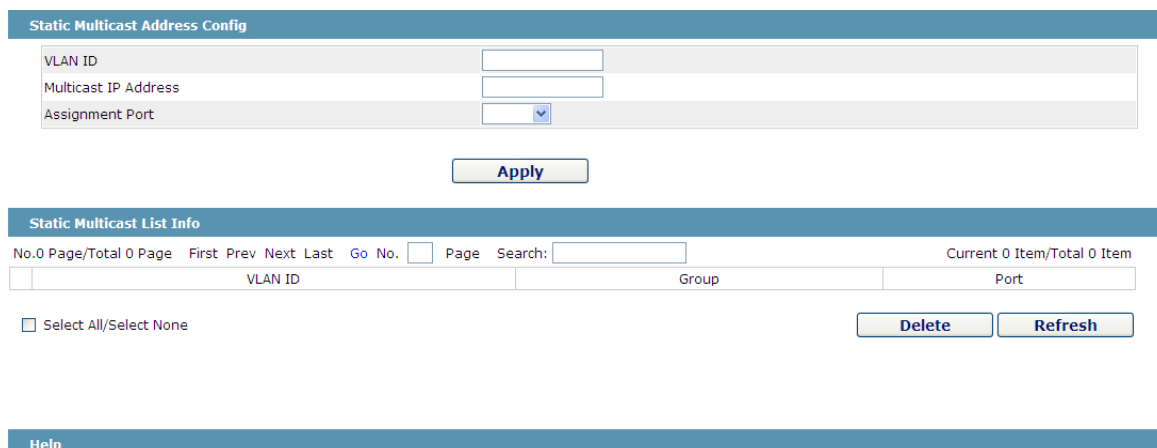 Static Multicast Address Config
VLAN ID
Multicast IP Address
Assignment Port
Apply
Static Multicast List Info
No.0 Page/Total 0 Page First Prev Next Last Go No. Page Search: Current 0 Item/Total 0 Item
VLAN ID Group Port
Select All/Select None Delete Refresh
Help